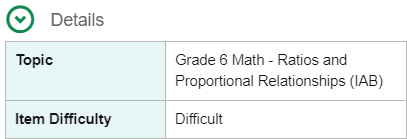 Details
Topic
Grade 6 Math - Ratios and
Proportional Relationships (IAB)
Item Difficulty
Difficult